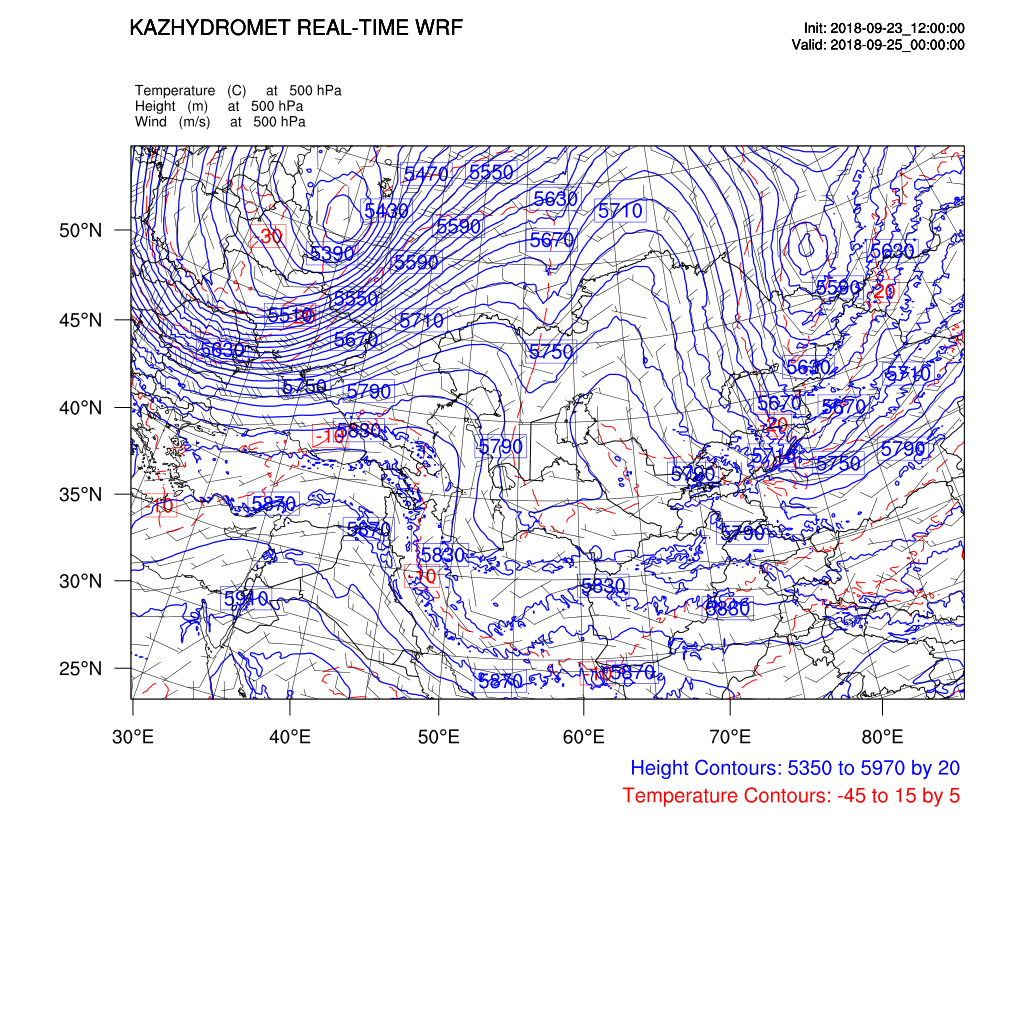 KAZHYDROMET REAL-TIME WRF
Init: 2018-09-23_12:00:00
Valid: 2018-09-25_00:00:00
Temperature (C) at 500 hPa
Height (m) at 500 hPa
Wind (m/s) at 500 hPa
5470 5550
5430 5630 5710
50°N -30 5590 5670
5390 5590 5630
5590 -20
5550
45°N 5510 5710
5630 5670 5750
5630 5710
5750 5790
40°N 5670 5670
-10 5830 -20
5790 5710 5750 5790
5790
35°N -10 5870
5670 5790
5830
30°N -10 5830
5910 5830
25°N 5870 -10 5870
30°E 40°E 50°E 60°E 70°E 80°E
Height Contours: 5350 to 5970 by 20
Temperature Contours: -45 to 15 by 5